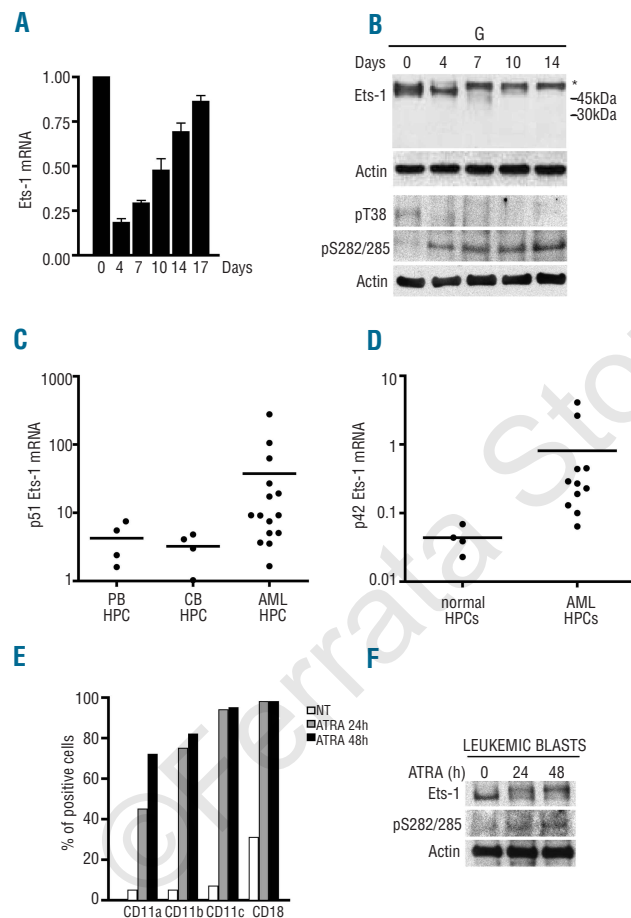 A
Ets-1 mRNA
1.00
0.75
0.50
0.25
0.00
0 4 7 10 14 17 Days
B
G
Days 0 4 7 10 14
Ets-1
*
–45kDa
–30kDa
Actin
pT38
pS282/285
Actin
C
p51 Ets-1 mRNA
1000
100
10
1
PB HPC
CB HPC
AML HPC
D
p42 Ets-1 mRNA
10
1
0.1
0.01
normal HPCs
AML HPCs
E
% of positive cells
100
80
60
40
20
0
CD11a CD11b CD11c CD18
NT
ATRA 24h
ATRA 48h
F
LEUKEMIC BLASTS
ATRA (h) 0 24 48
Ets-1
pS282/285
Actin
©Ferrata Sto